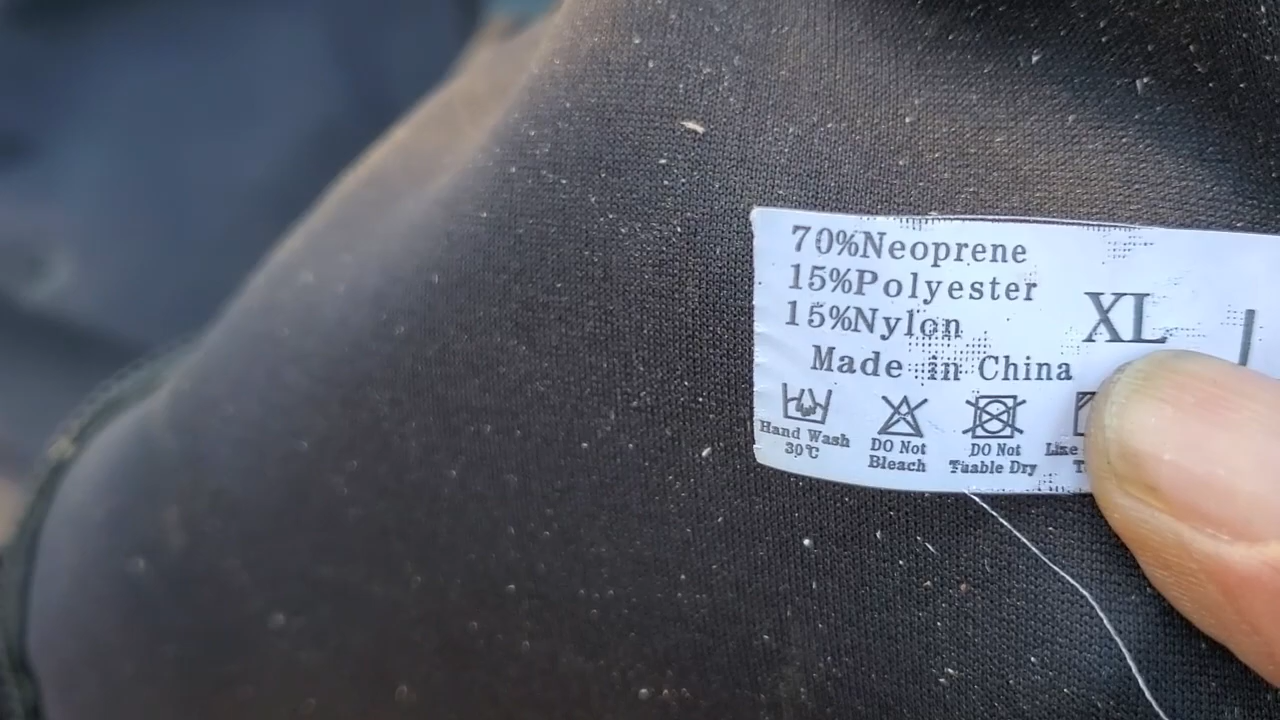 70%Neoprene
15%Polyester
15%Nylon
XL
Made in China
Hand Wash
30℃
DO Not
Bleach
DO Not
Tuable Dry